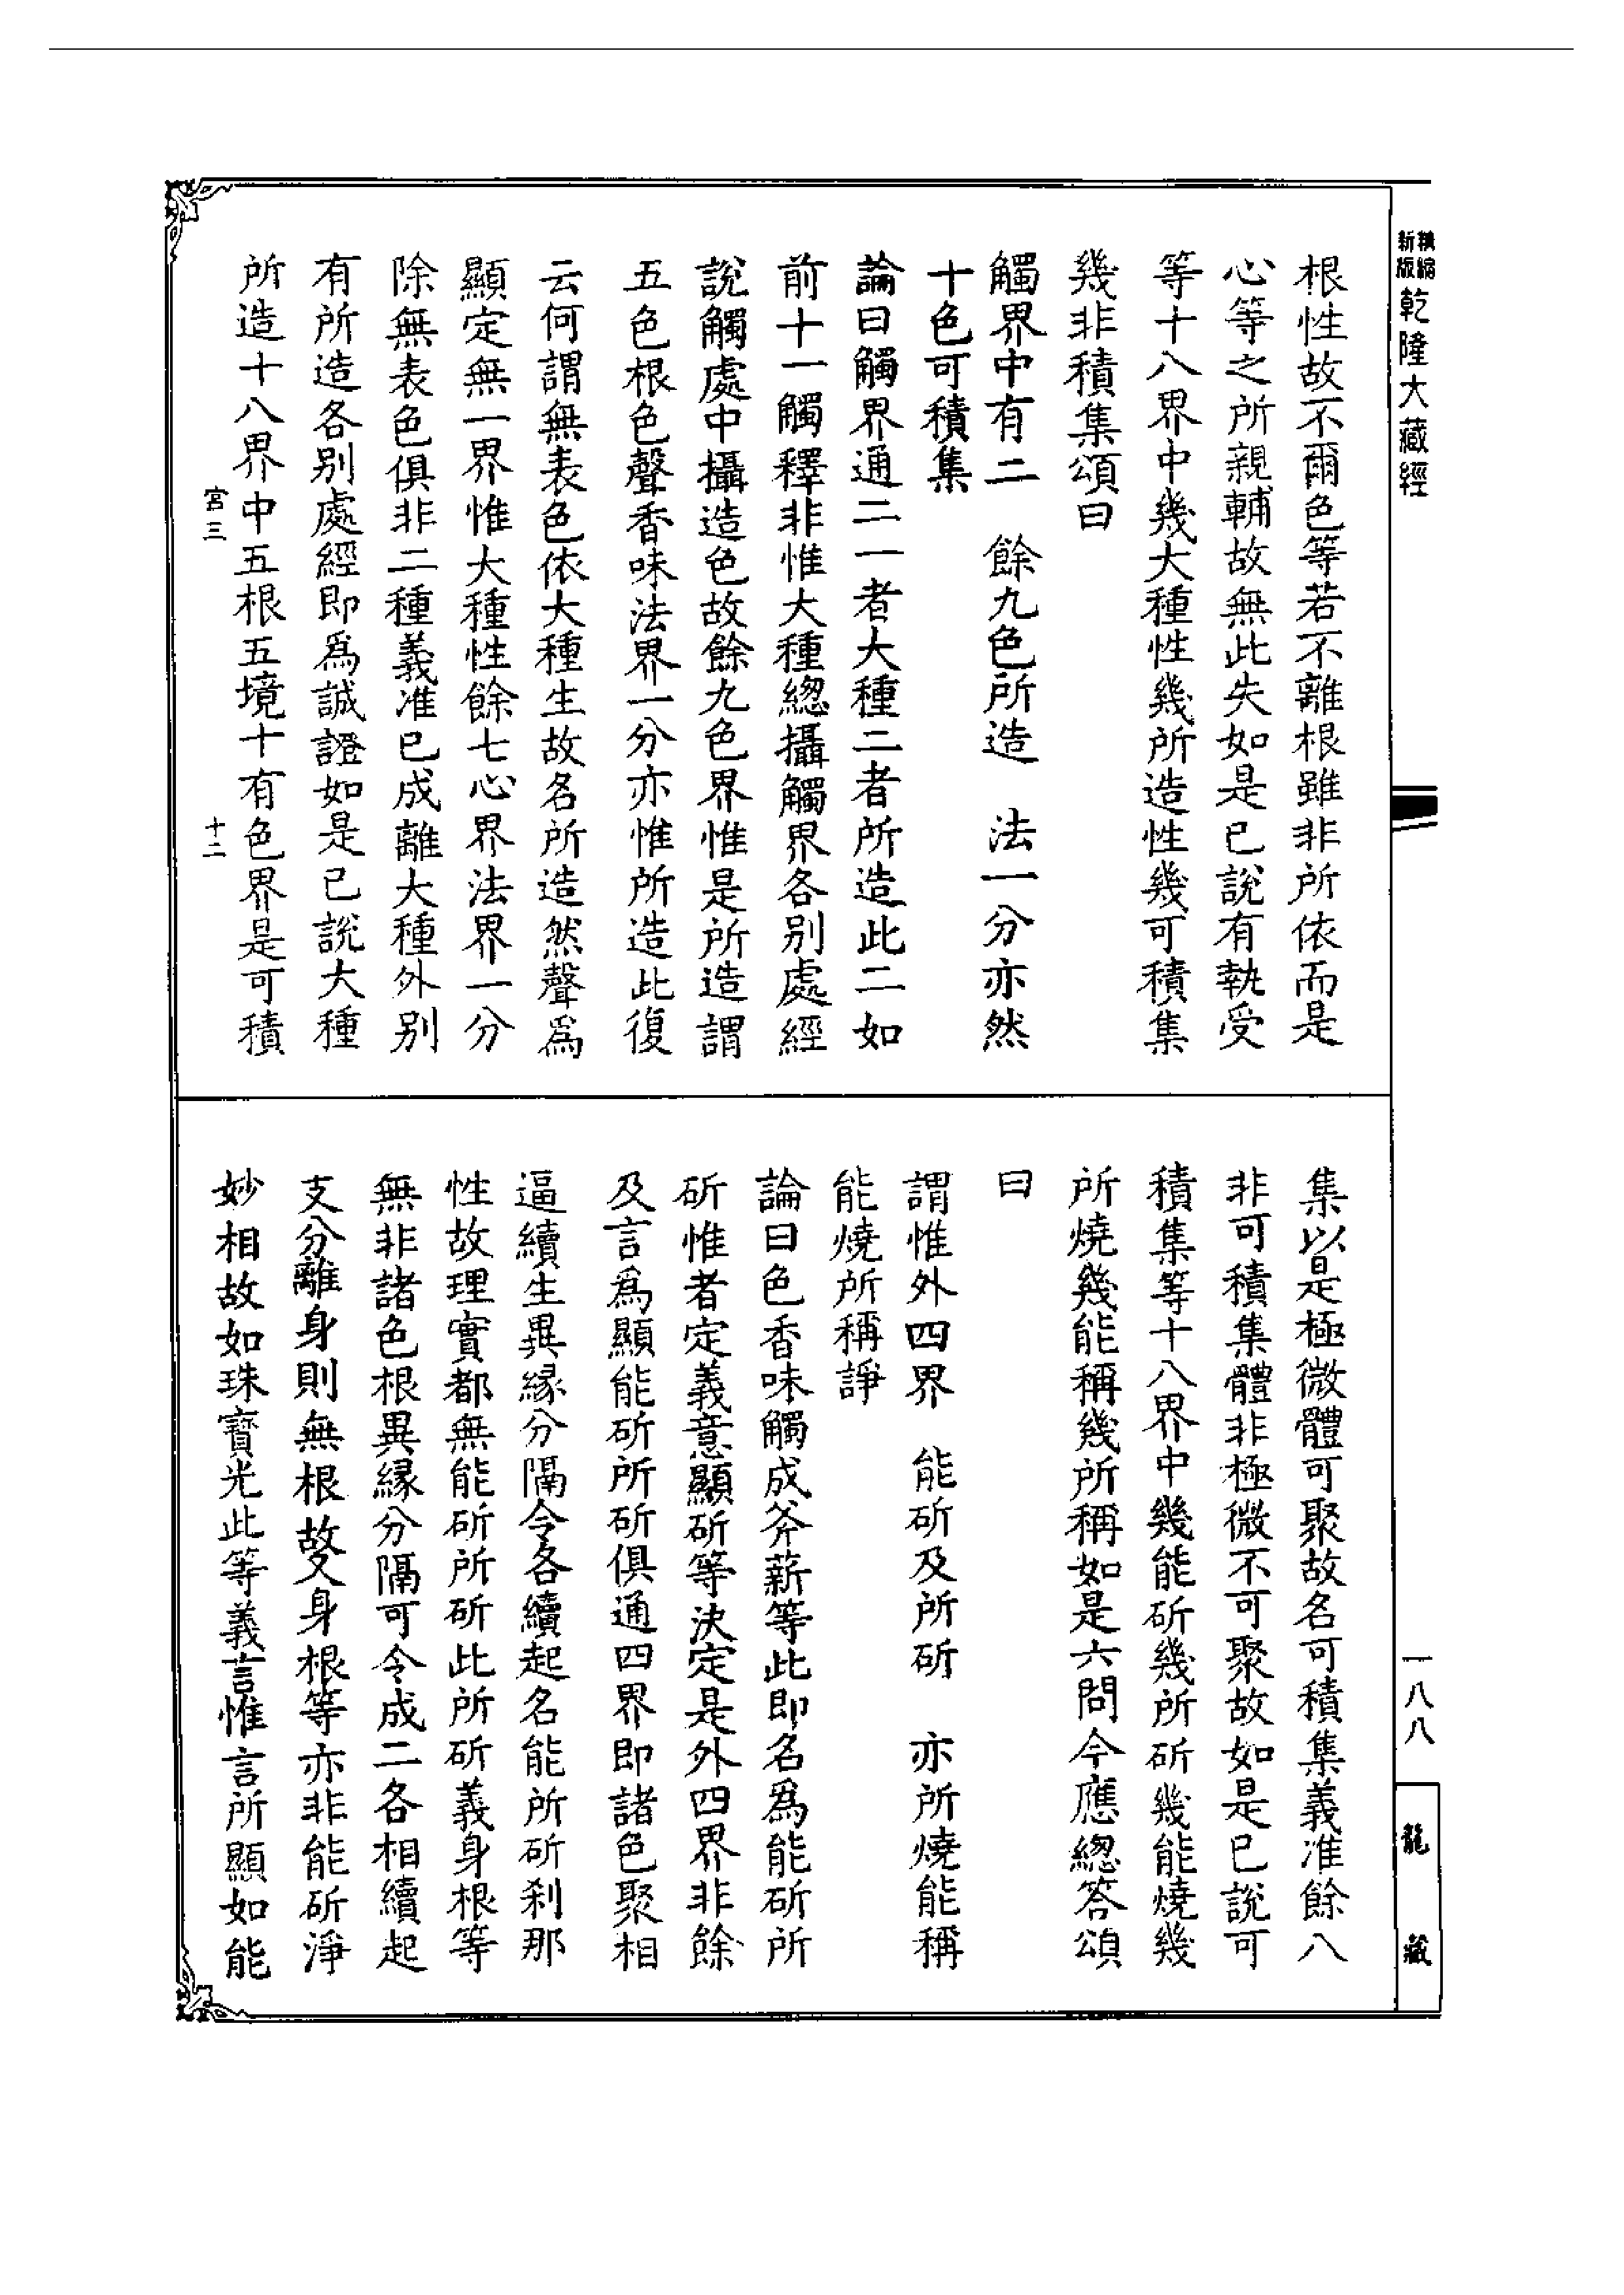 精縮
新版
乾隆大藏經
根性故不爾色等若不離根雖非所依而是
心等之所親輔故無此失如是已說有執受
等十八界中幾大種性幾所造性幾可積集
幾非積集頌曰
觸界中有二　餘九色所造　法一分亦然
十色可積集
論曰觸界通二一者大種二者所造此二如
前十一觸釋非惟大種緫攝觸界各別處經
說觸處中攝造色故餘九色界惟是所造謂
五色根色聲香味法界一分亦惟所造此復
云何謂無表色依大種生故名所造然聲爲
顯定無一界惟大種性餘七心界法界一分
除無表色俱非二種義准已成離大種外別
有所造各別處經即爲誠證如是已說大種
所造十八界中五根五境十有色界是可積
宮三
十二
集以是極微體可聚故名可積集義准餘八
非可積集體非極微不可聚故如是已說可
積集等十八界中幾能斫幾所斫幾能燒幾
所燒幾能稱幾所稱如是六問今應緫答頌
曰
謂惟外四界　能斫及所斫　亦所燒能稱
能燒所稱諍
論曰色香味觸成斧薪等此即名爲能斫所
斫惟者定義意顯斫等決定是外四界非餘
及言爲顯能斫所斫俱通四界即諸色聚相
逼續生異緣分隔令各續起名能所斫刹那
性故理實都無能斫所斫此所斫義身根等
無非諸色根異緣分隔可令成二各相續起
支分離身則無根故又身根等亦非能斫淨
妙相故如珠寶光此等義言惟言所顯如能
一八八
龍藏